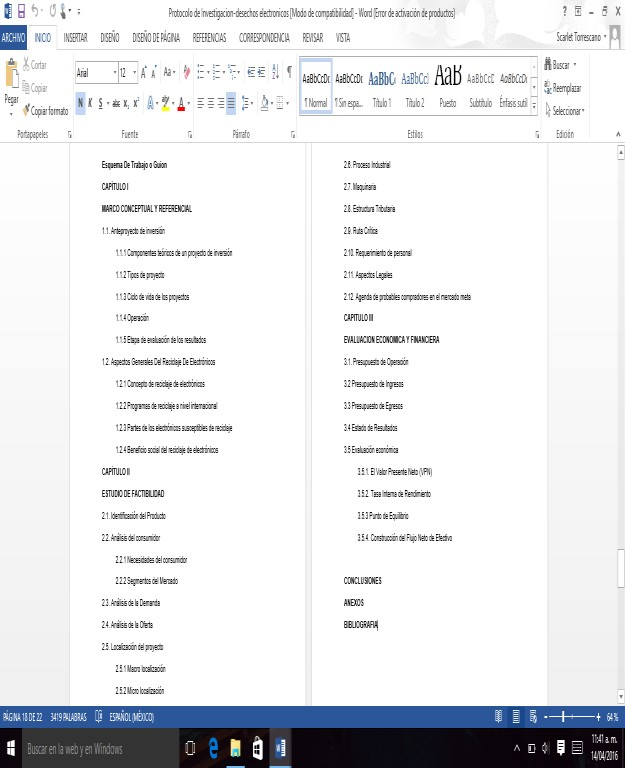 Protocolo de Investigacion-desechos electronicos [Modo de compatibilidad] - Word (Error de activación de productos)
ARCHIVO INICIO INSERTAR DISEÑO DISEÑO DE PÁGINA REFERENCIAS CORRESPONDENCIA REVISAR VISTA Scarlet Torrescano
Pegar
Cortar
Copiar
Copiar formato
Portapapeles
Arial 12
N K S abc x₂ x²
Fuente
Párrafo
AaBbCcDc AaBbCcDc AaBbC AaBbCc AaB AaBbCcC AaBbCcDc
¶ Normal ¶ Sin espa... Título 1 Título 2 Puesto Subtítulo Énfasis sutil
Estilos
Buscar
Reemplazar
Seleccionar
Edición
Esquema De Trabajo o Guion
CAPÍTULO I
MARCO CONCEPTUAL Y REFERENCIAL
1.1. Anteproyecto de inversión
1.1.1 Componentes teóricos de un proyecto de inversión
1.1.2 Tipos de proyecto
1.1.3 Ciclo de vida de los proyectos
1.1.4 Operación
1.1.5 Etapa de evaluación de los resultados
1.2. Aspectos Generales Del Reciclaje De Electrónicos
1.2.1 Concepto de reciclaje de electrónicos
1.2.2 Programas de reciclaje a nivel internacional
1.2.3 Partes de los electrónicos susceptibles de reciclaje
1.2.4 Beneficio social del reciclaje de electrónicos
CAPÍTULO II
ESTUDIO DE FACTIBILIDAD
2.1. Identificación del Producto
2.2. Análisis del consumidor
2.2.1 Necesidades del consumidor
2.2.2 Segmentos del Mercado
2.3. Análisis de la Demanda
2.4. Análisis de la Oferta
2.5. Localización del proyecto
2.5.1 Macro localización
2.5.2 Micro localización
2.6. Proceso Industrial
2.7. Maquinaria
2.8. Estructura Tributaria
2.9. Ruta Crítica
2.10. Requerimiento de personal
2.11. Aspectos Legales
2.12. Agenda de probables compradores en el mercado meta
CAPITULO III
EVALUACION ECONOMICA Y FINANCIERA
3.1. Presupuesto de Operación
3.2 Presupuesto de Ingresos
3.3 Presupuesto de Egresos
3.4 Estado de Resultados
3.5 Evaluación económica
3.5.1. El Valor Presente Neto (VPN)
3.5.2. Tasa Interna de Rendimiento
3.5.3 Punto de Equilibrio
3.5.4. Construcción del Flujo Neto de Efectivo
CONCLUSIONES
ANEXOS
BIBLIOGRAFIA
PÁGINA 18 DE 22 3419 PALABRAS ESPAÑOL (MÉXICO) 64 %
Buscar en la web y en Windows
11:41 a. m.
14/04/2016